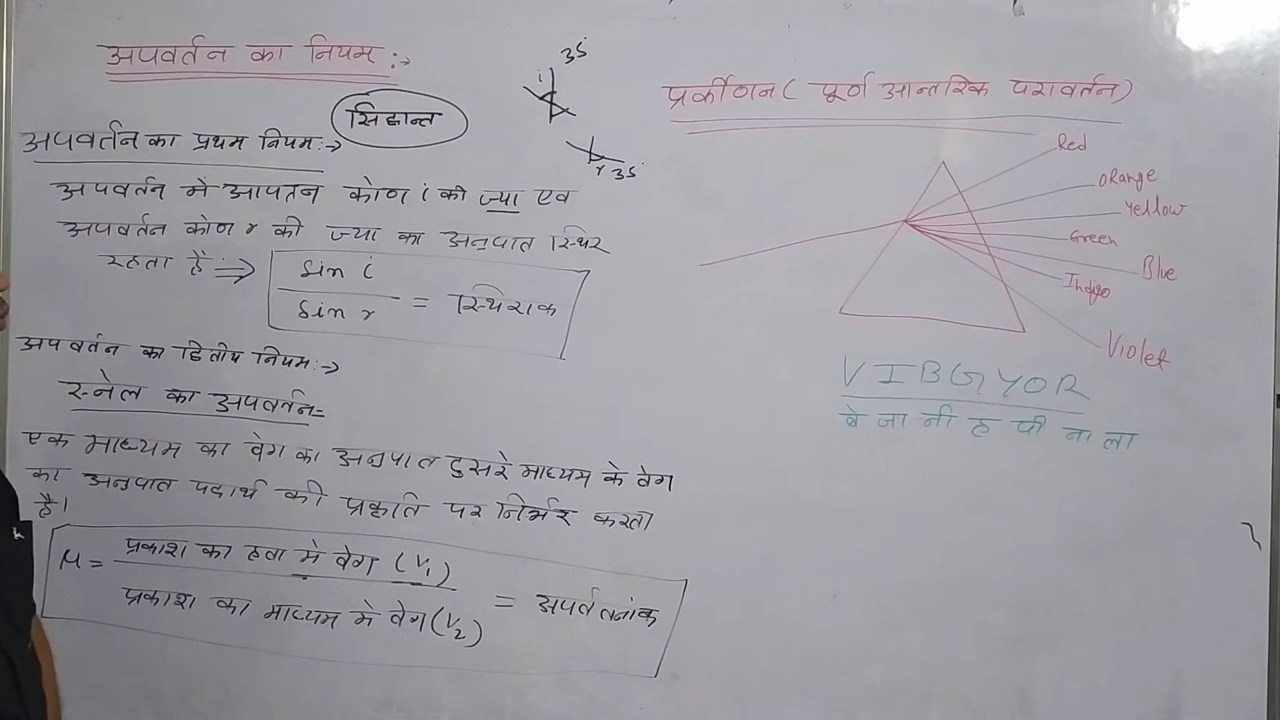 अपवर्तन का नियम :->
सिद्धान्त
अपवर्तन का प्रथम नियम :->
अपवर्तन मे आपतन कोण i की ज्या एव
अपवर्तन कोण r की ज्या का अनुपात स्थिर
रहता है :⇒
sin i
sin r
= स्थिराक
अपवर्तन का द्वितीय नियम :->
स्नेल का अपवर्तन =
एक माध्यम का वेग का अनुपात दुसरे माध्यम के वेग
का अनुपात पदार्थ की प्रकृति पर निर्भर करता
है।
μ = प्रकाश का हवा मे वेग (V₁)
प्रकाश का माध्यम मे वेग (V₂)
= अपर्वतनांक
i
35
r 35
प्रर्कीणन ( पूर्ण आन्तरिक परावर्तन )
Red
ORange
Yellow
Green
Blue
Indgo
Violet
VIBGYOR
बे जा नी ह पी ना ला